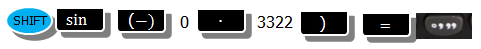 SHIFT sin (−) 0 · 3322 ) = °,,,